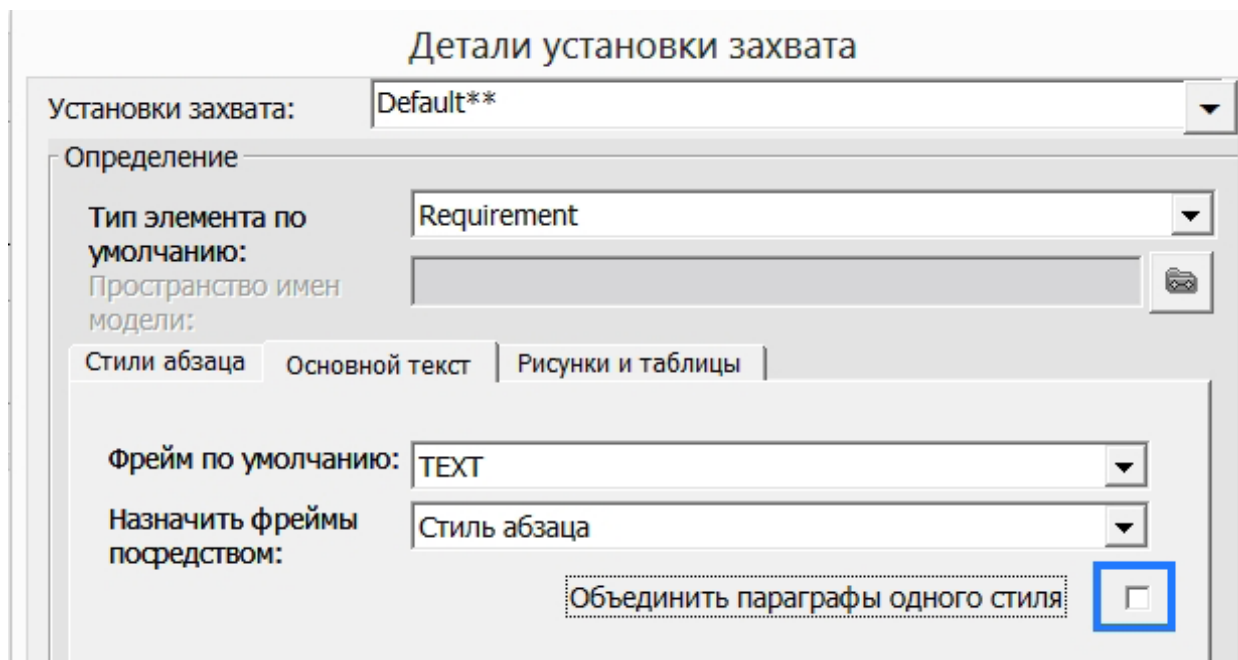 Детали установки захвата
Установки захвата:
Default**
Определение
Тип элемента по
умолчанию:
Requirement
Пространство имен
модели:
Стили абзаца
Основной текст
Рисунки и таблицы
Фрейм по умолчанию:
TEXT
Назначить фреймы
посредством:
Стиль абзаца
Объединить параграфы одного стиля